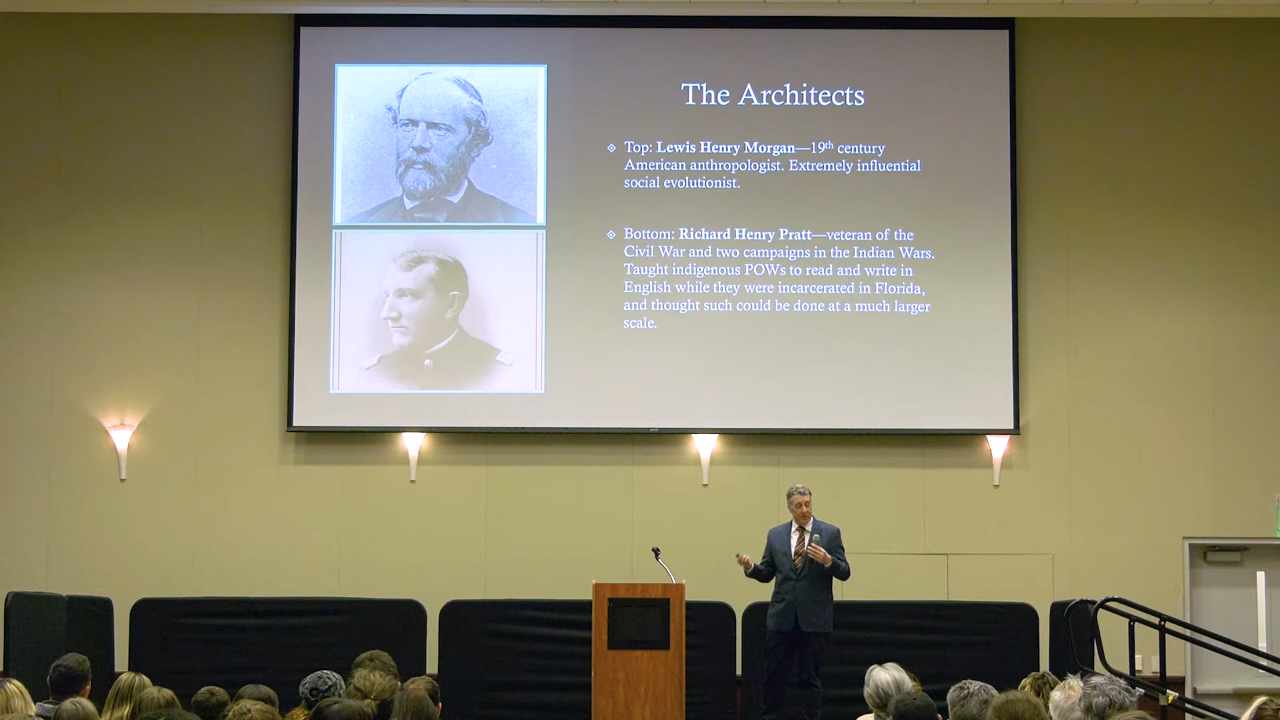 The Architects
Top: Lewis Henry Morgan—19th century
American anthropologist. Extremely influential
social evolutionist.
Bottom: Richard Henry Pratt—veteran of the
Civil War and two campaigns in the Indian Wars.
Taught indigenous POWs to read and write in
English while they were incarcerated in Florida,
and thought such could be done at a much larger
scale.